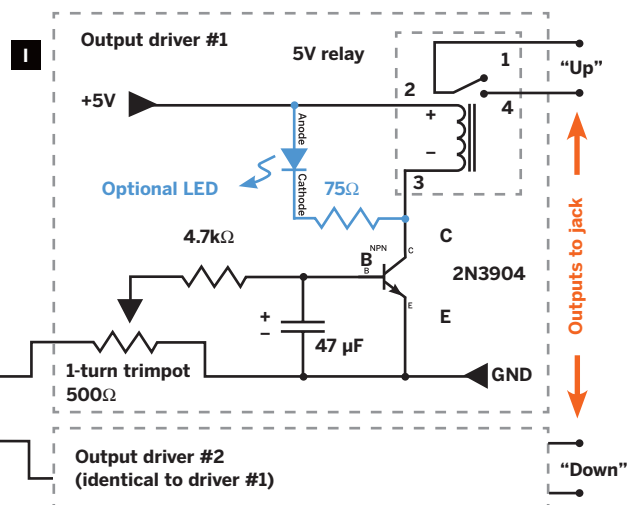 I
Output driver #1
5V relay
1
"Up"
2
+5V
4
+
Anode
–
Optional LED
Cathode
75Ω
3
4.7kΩ
C
NPN
C
B
B
2N3904
Outputs to jack
E
E
+
–
47 µF
1-turn trimpot
500Ω
GND
Output driver #2
(identical to driver #1)
"Down"